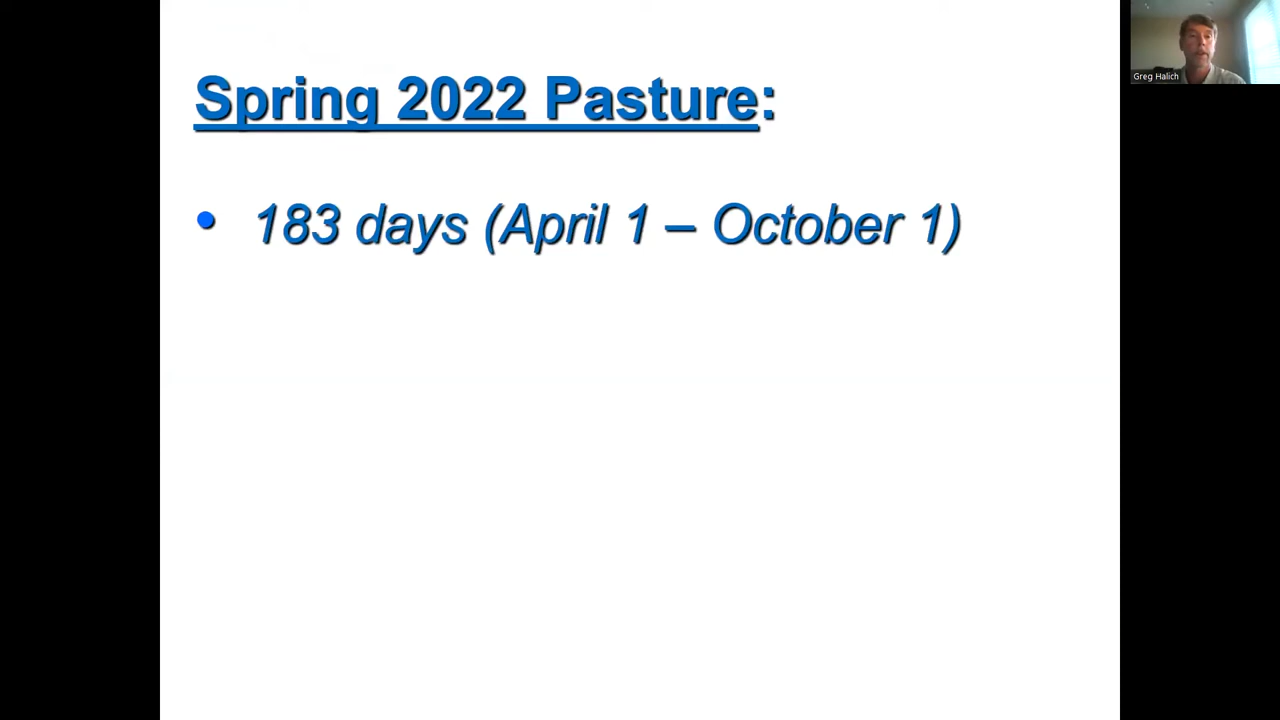 Spring 2022 Pasture:
• 183 days (April 1 – October 1)
Greg Halich